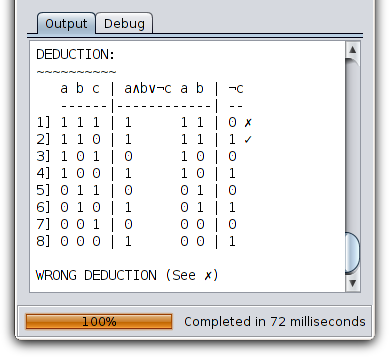 Output Debug
DEDUCTION:
~~~~~~~~~~
   a b c | a∧b∨¬c a b | ¬c
   ------|------------| --
1] 1 1 1 | 1      1 1 | 0 ✗
2] 1 1 0 | 1      1 1 | 1 ✓
3] 1 0 1 | 0      1 0 | 0
4] 1 0 0 | 1      1 0 | 1
5] 0 1 1 | 0      0 1 | 0
6] 0 1 0 | 1      0 1 | 1
7] 0 0 1 | 0      0 0 | 0
8] 0 0 0 | 1      0 0 | 1
WRONG DEDUCTION (See ✗)
100% Completed in 72 milliseconds